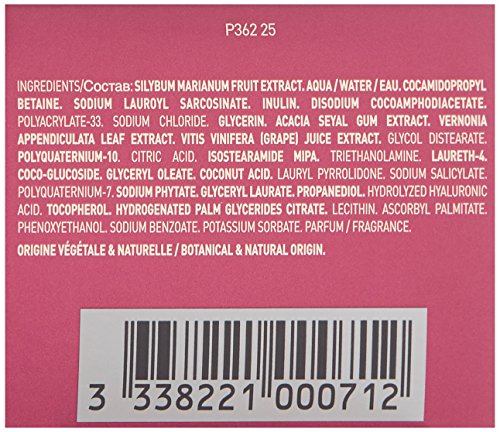 P362 25
INGREDIENTS/Состав: SILYBUM MARIANUM FRUIT EXTRACT. AQUA / WATER / EAU. COCAMIDOPROPYL
BETAINE. SODIUM LAUROYL SARCOSINATE. INULIN. DISODIUM COCOAMPHODIACETATE.
POLYACRYLATE-33. SODIUM CHLORIDE. GLYCERIN. ACACIA SEYAL GUM EXTRACT. VERNONIA
APPENDICULATA LEAF EXTRACT. VITIS VINIFERA (GRAPE) JUICE EXTRACT. GLYCOL DISTEARATE.
POLYQUATERNIUM-10. CITRIC ACID. ISOSTEARAMIDE MIPA. TRIETHANOLAMINE. LAURETH-4.
COCO-GLUCOSIDE. GLYCERYL OLEATE. COCONUT ACID. LAURYL PYRROLIDONE. SODIUM SALICYLATE.
POLYQUATERNIUM-7. SODIUM PHYTATE. GLYCERYL LAURATE. PROPANEDIOL. HYDROLYZED HYALURONIC
ACID. TOCOPHEROL. HYDROGENATED PALM GLYCERIDES CITRATE. LECITHIN. ASCORBYL PALMITATE.
PHENOXYETHANOL. SODIUM BENZOATE. POTASSIUM SORBATE. PARFUM / FRAGRANCE.
ORIGINE VÉGÉTALE & NATURELLE / BOTANICAL & NATURAL ORIGIN.
3 338221 000712